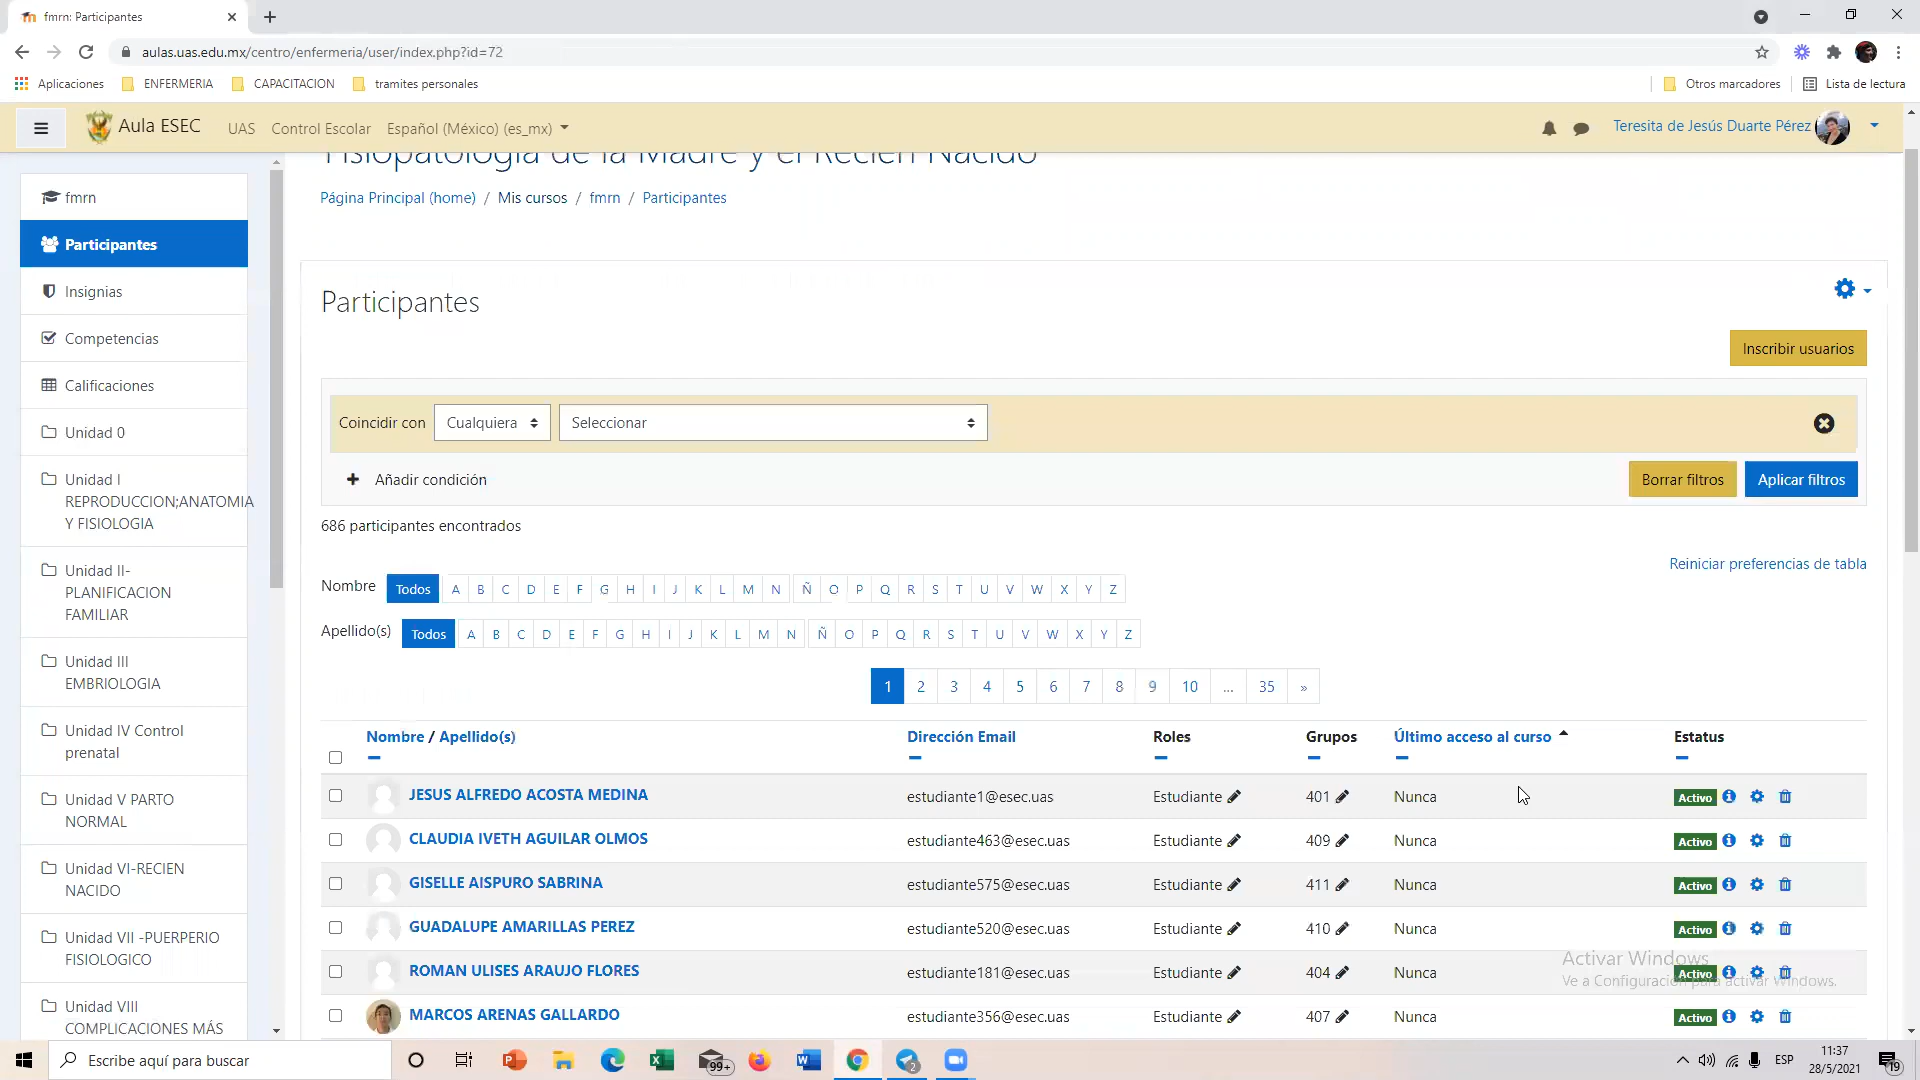 fmrn: Participantes
aulas.uas.edu.mx/centro/enfermeria/user/index.php?id=72
Aplicaciones ENFERMERIA CAPACITACION tramites personales Otros marcadores Lista de lectura
Aula ESEC UAS Control Escolar Español (México) (es_mx) Teresita de Jesús Duarte Pérez
fmrn
Participantes
Insignias
Competencias
Calificaciones
Unidad 0
Unidad I
REPRODUCCION;ANATOMIA
Y FISIOLOGIA
Unidad II-
PLANIFICACION
FAMILIAR
Unidad III
EMBRIOLOGIA
Unidad IV Control
prenatal
Unidad V PARTO
NORMAL
Unidad VI-RECIEN
NACIDO
Unidad VII -PUERPERIO
FISIOLOGICO
Unidad VIII
COMPLICACIONES MÁS
Fisiopatología de la Madre y el Recién Nacido
Página Principal (home) / Mis cursos / fmrn / Participantes
Participantes
Inscribir usuarios
Coincidir con Cualquiera Seleccionar
Añadir condición Borrar filtros Aplicar filtros
686 participantes encontrados
Reiniciar preferencias de tabla
Nombre Todos A B C D E F G H I J K L M N Ñ O P Q R S T U V W X Y Z
Apellido(s) Todos A B C D E F G H I J K L M N Ñ O P Q R S T U V W X Y Z
1 2 3 4 5 6 7 8 9 10 ... 35 »
Nombre / Apellido(s) Dirección Email Roles Grupos Último acceso al curso Estatus
JESUS ALFREDO ACOSTA MEDINA estudiante1@esec.uas Estudiante 401 Nunca Activo
CLAUDIA IVETH AGUILAR OLMOS estudiante463@esec.uas Estudiante 409 Nunca Activo
GISELLE AISPURO SABRINA estudiante575@esec.uas Estudiante 411 Nunca Activo
GUADALUPE AMARILLAS PEREZ estudiante520@esec.uas Estudiante 410 Nunca Activo
ROMAN ULISES ARAUJO FLORES estudiante181@esec.uas Estudiante 404 Nunca Activo
MARCOS ARENAS GALLARDO estudiante356@esec.uas Estudiante 407 Nunca Activo
Activar Windows
Ve a Configuración para activar Windows.
Escribe aquí para buscar
99+
2
ESP
11:37
28/5/2021
19